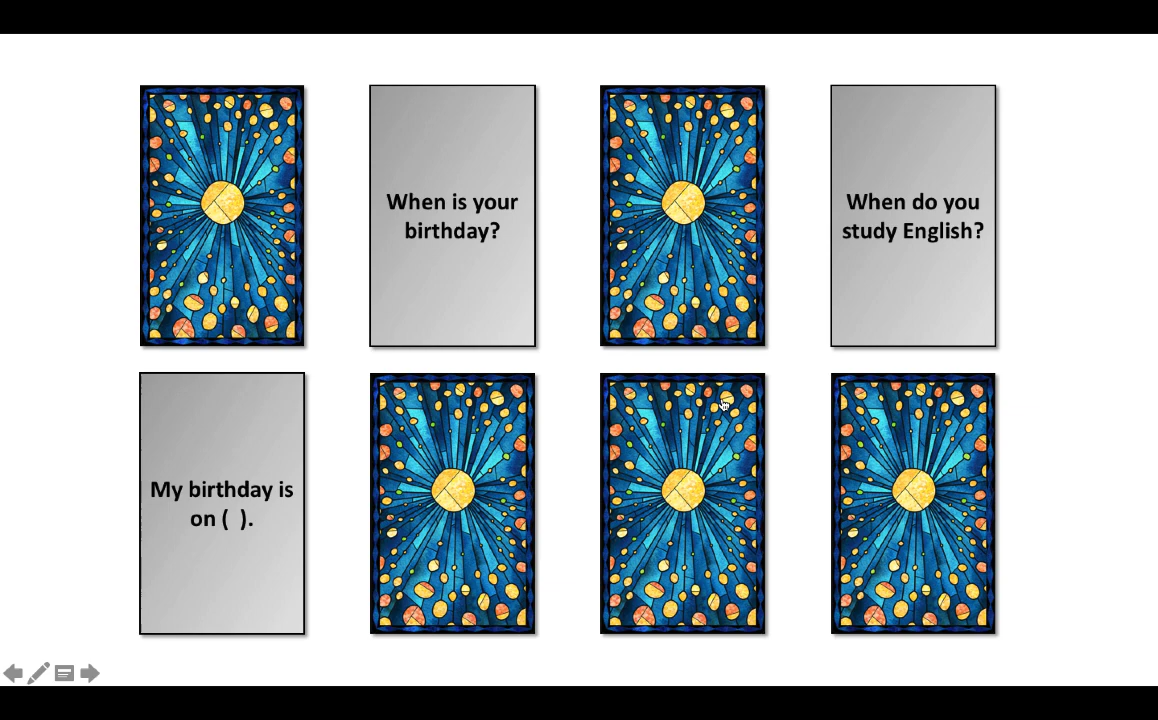 When is your
birthday?
When do you
study English?
My birthday is
on (  ).